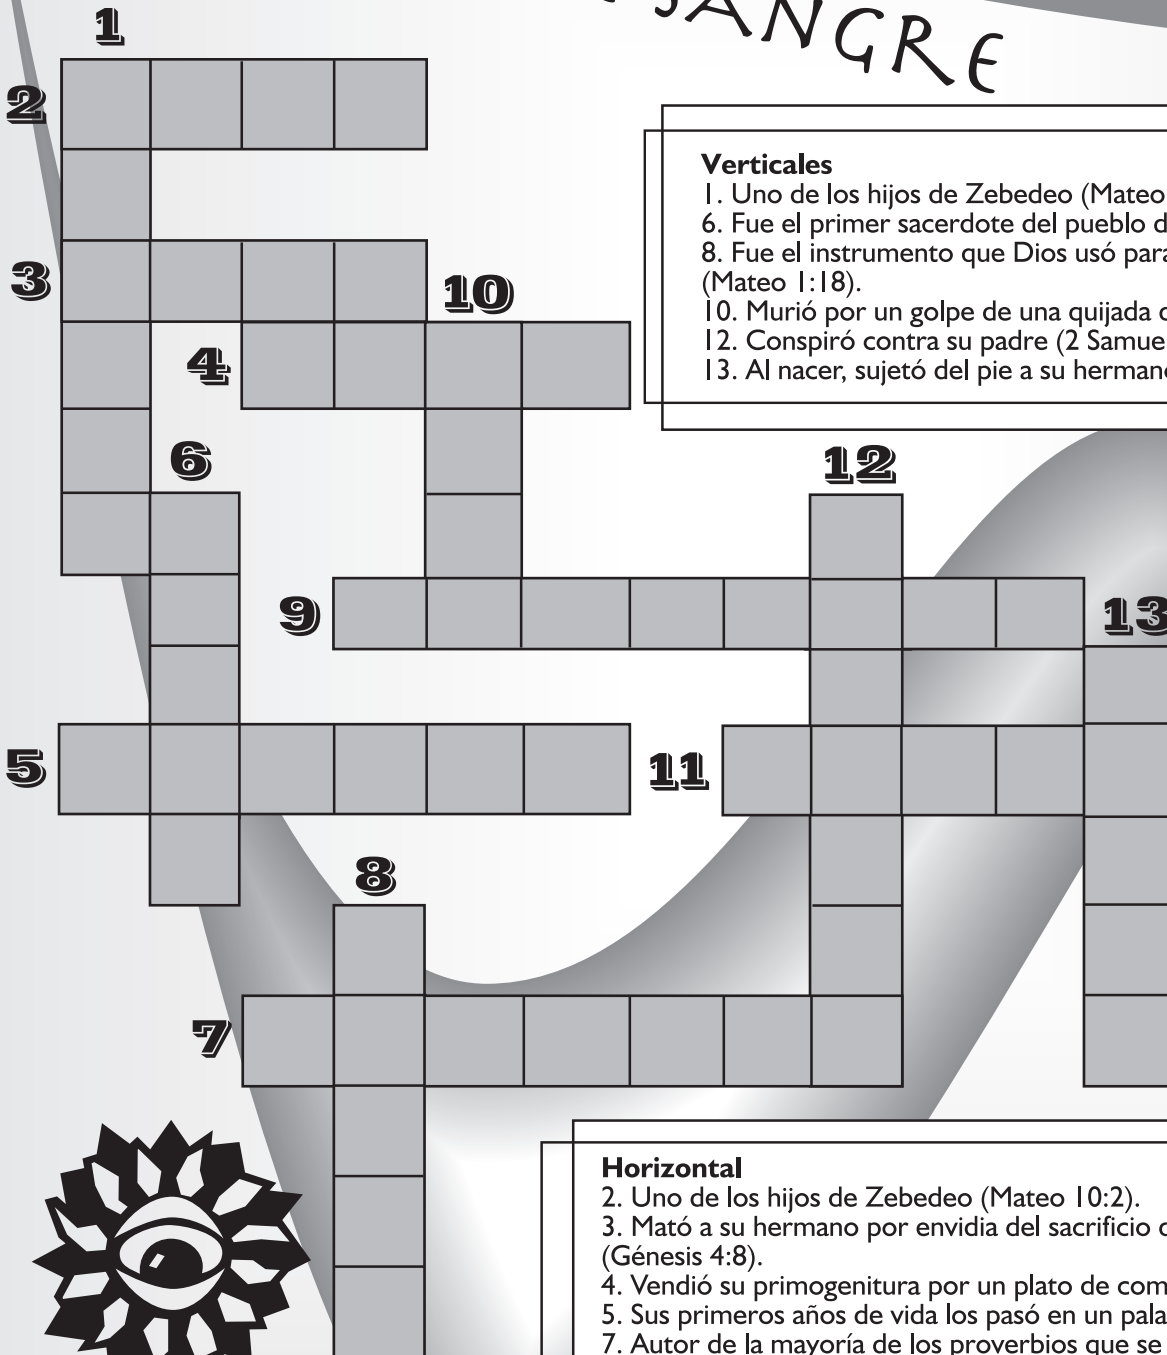 SANGRE
1
2
3
10
4
6
12
9
13
5
11
8
7
Verticales
1. Uno de los hijos de Zebedeo (Mateo
6. Fue el primer sacerdote del pueblo d
8. Fue el instrumento que Dios usó para
(Mateo 1:18).
10. Murió por un golpe de una quijada d
12. Conspiró contra su padre (2 Samue
13. Al nacer, sujetó del pie a su hermano
Horizontal
2. Uno de los hijos de Zebedeo (Mateo 10:2).
3. Mató a su hermano por envidia del sacrificio
(Génesis 4:8).
4. Vendió su primogenitura por un plato de com
5. Sus primeros años de vida los pasó en un pala
7. Autor de la mayoría de los proverbios que se